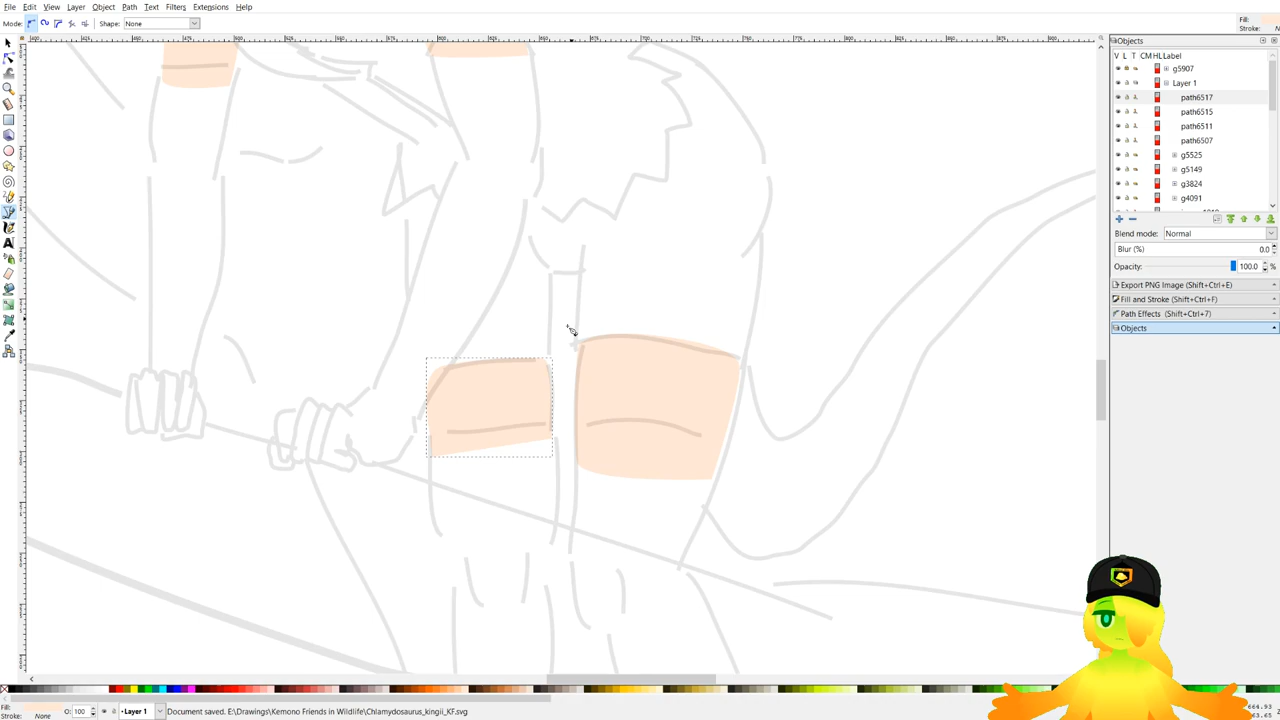 File Edit View Layer Object Path Text Filters Extensions Help
Mode: Shape: None Fill:
Stroke:
Objects
V L T CM HL Label
g5907
Layer 1
path6517
path6515
path6511
path6507
g5525
g5149
g3824
g4091
Blend mode: Normal
Blur (%) 0.0
Opacity: 100.0 %
Export PNG Image (Shift+Ctrl+E)
Fill and Stroke (Shift+Ctrl+F)
Path Effects (Shift+Ctrl+7)
Objects
Fill: O: 100 Layer 1 Document saved. E:\Drawings\Kemono Friends in Wildlife\Chlamydosaurus_kingii_KF.svg
Stroke: None